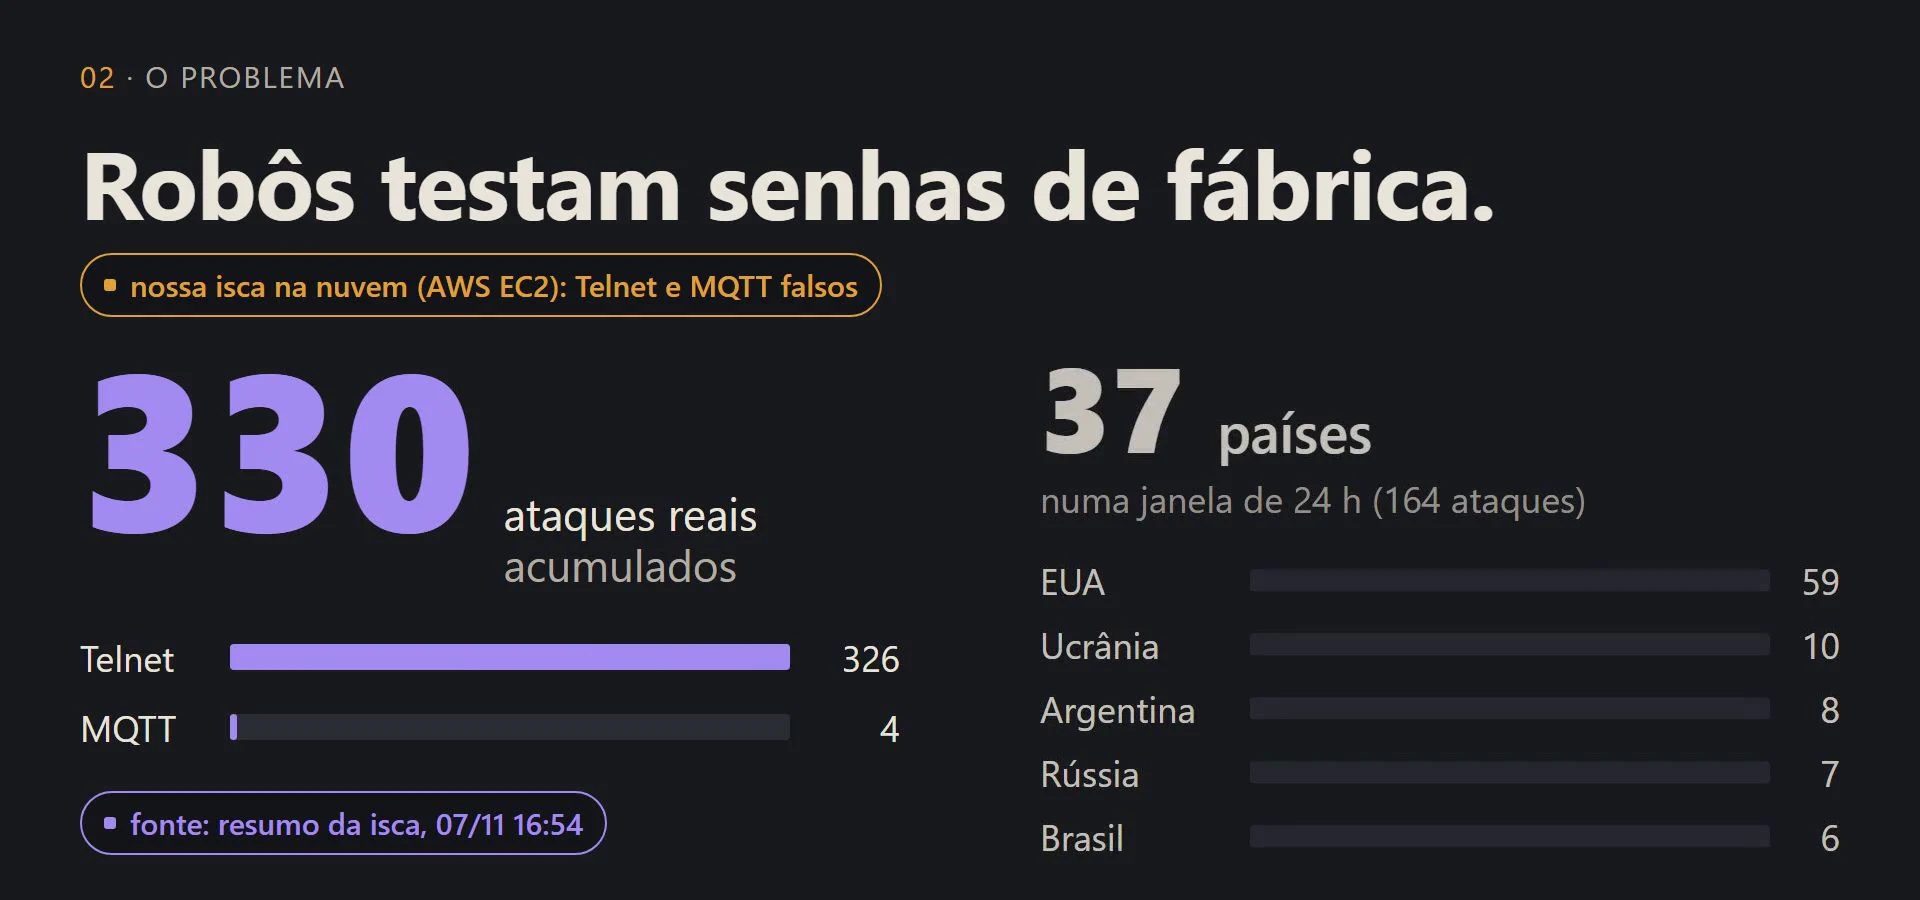 02 · O PROBLEMA
Robôs testam senhas de fábrica.
nossa isca na nuvem (AWS EC2): Telnet e MQTT falsos
330 ataques reais
acumulados
Telnet 326
MQTT 4
fonte: resumo da isca, 07/11 16:54
37 países
numa janela de 24 h (164 ataques)
EUA 59
Ucrânia 10
Argentina 8
Rússia 7
Brasil 6